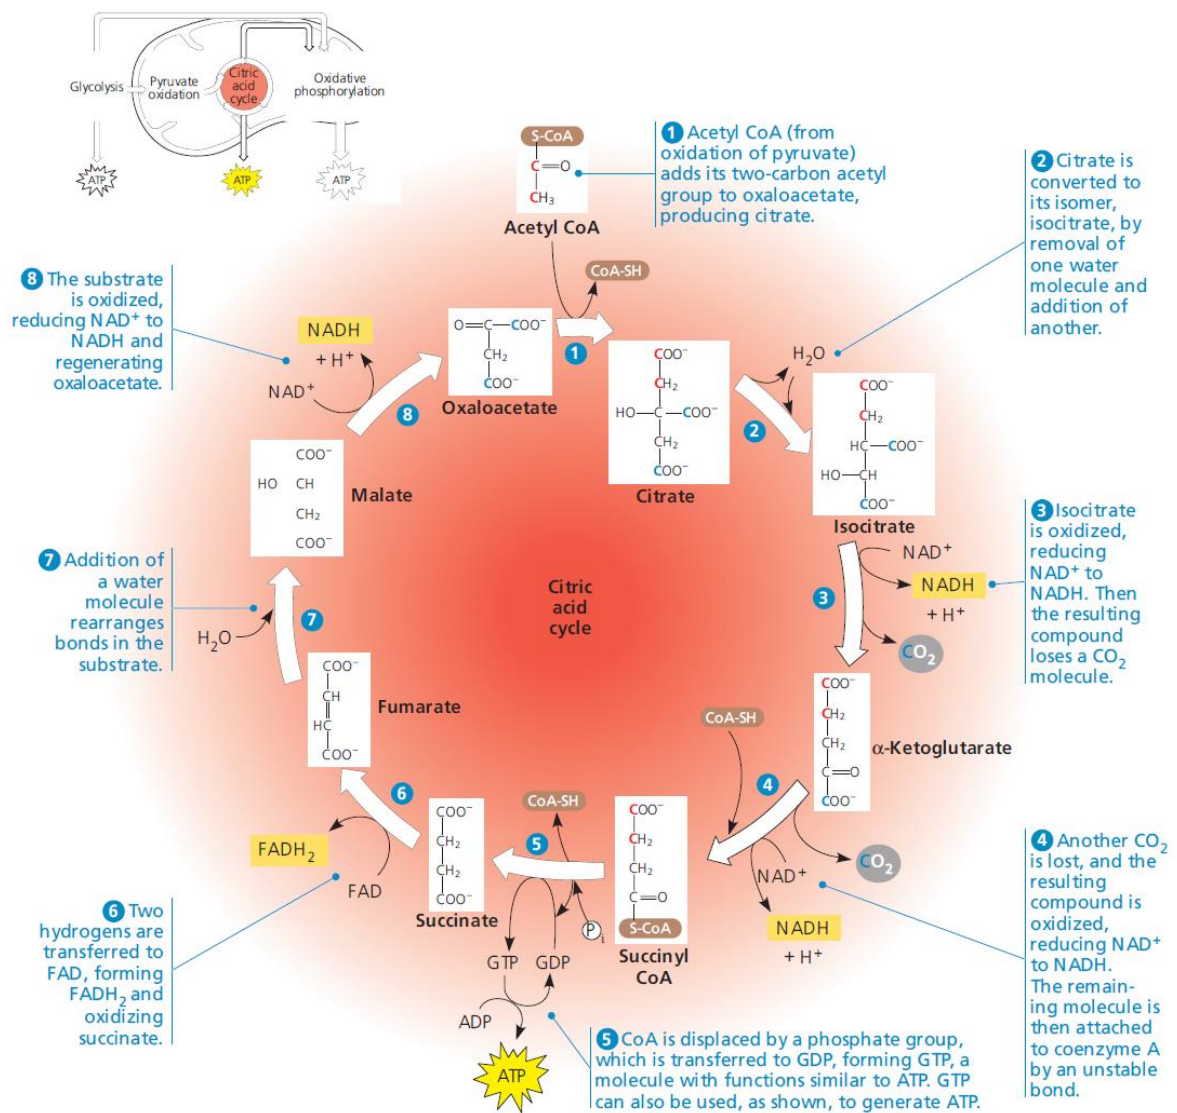 Glycolysis
Pyruvate
oxidation
Citric
acid
cycle
Oxidative
phosphorylation
ATP
ATP
ATP
S-CoA
C=O
CH₃
Acetyl CoA
1 Acetyl CoA (from
oxidation of pyruvate)
adds its two-carbon acetyl
group to oxaloacetate,
producing citrate.
2 Citrate is
converted to
its isomer,
isocitrate, by
removal of
one water
molecule and
addition of
another.
8 The substrate
is oxidized,
reducing NAD⁺ to
NADH and
regenerating
oxaloacetate.
NADH
+ H⁺
NAD⁺
8
CoA-SH
1
O=C—COO⁻
CH₂
COO⁻
Oxaloacetate
COO⁻
CH₂
HO—C—COO⁻
CH₂
COO⁻
Citrate
H₂O
2
COO⁻
CH₂
HC—COO⁻
HO—CH
COO⁻
Isocitrate
COO⁻
HO CH
CH₂
COO⁻
Malate
3 Isocitrate
is oxidized,
reducing
NAD⁺ to
NADH. Then
the resulting
compound
loses a CO₂
molecule.
NAD⁺
NADH
+ H⁺
3
CO₂
7 Addition of
a water
molecule
rearranges
bonds in the
substrate.
H₂O
7
Citric
acid
cycle
COO⁻
CH
HC
COO⁻
Fumarate
COO⁻
CH₂
CH₂
C=O
COO⁻
α-Ketoglutarate
CoA-SH
4
CO₂
NAD⁺
NADH
+ H⁺
4 Another CO₂
is lost, and the
resulting
compound is
oxidized,
reducing NAD⁺
to NADH.
The remain-
ing molecule is
then attached
to coenzyme A
by an unstable
bond.
6
FADH₂
FAD
COO⁻
CH₂
CH₂
COO⁻
Succinate
CoA-SH
5
COO⁻
CH₂
CH₂
C=O
S-CoA
Succinyl
CoA
P i
GTP GDP
ADP
ATP
6 Two
hydrogens are
transferred to
FAD, forming
FADH₂ and
oxidizing
succinate.
5 CoA is displaced by a phosphate group,
which is transferred to GDP, forming GTP, a
molecule with functions similar to ATP. GTP
can also be used, as shown, to generate ATP.